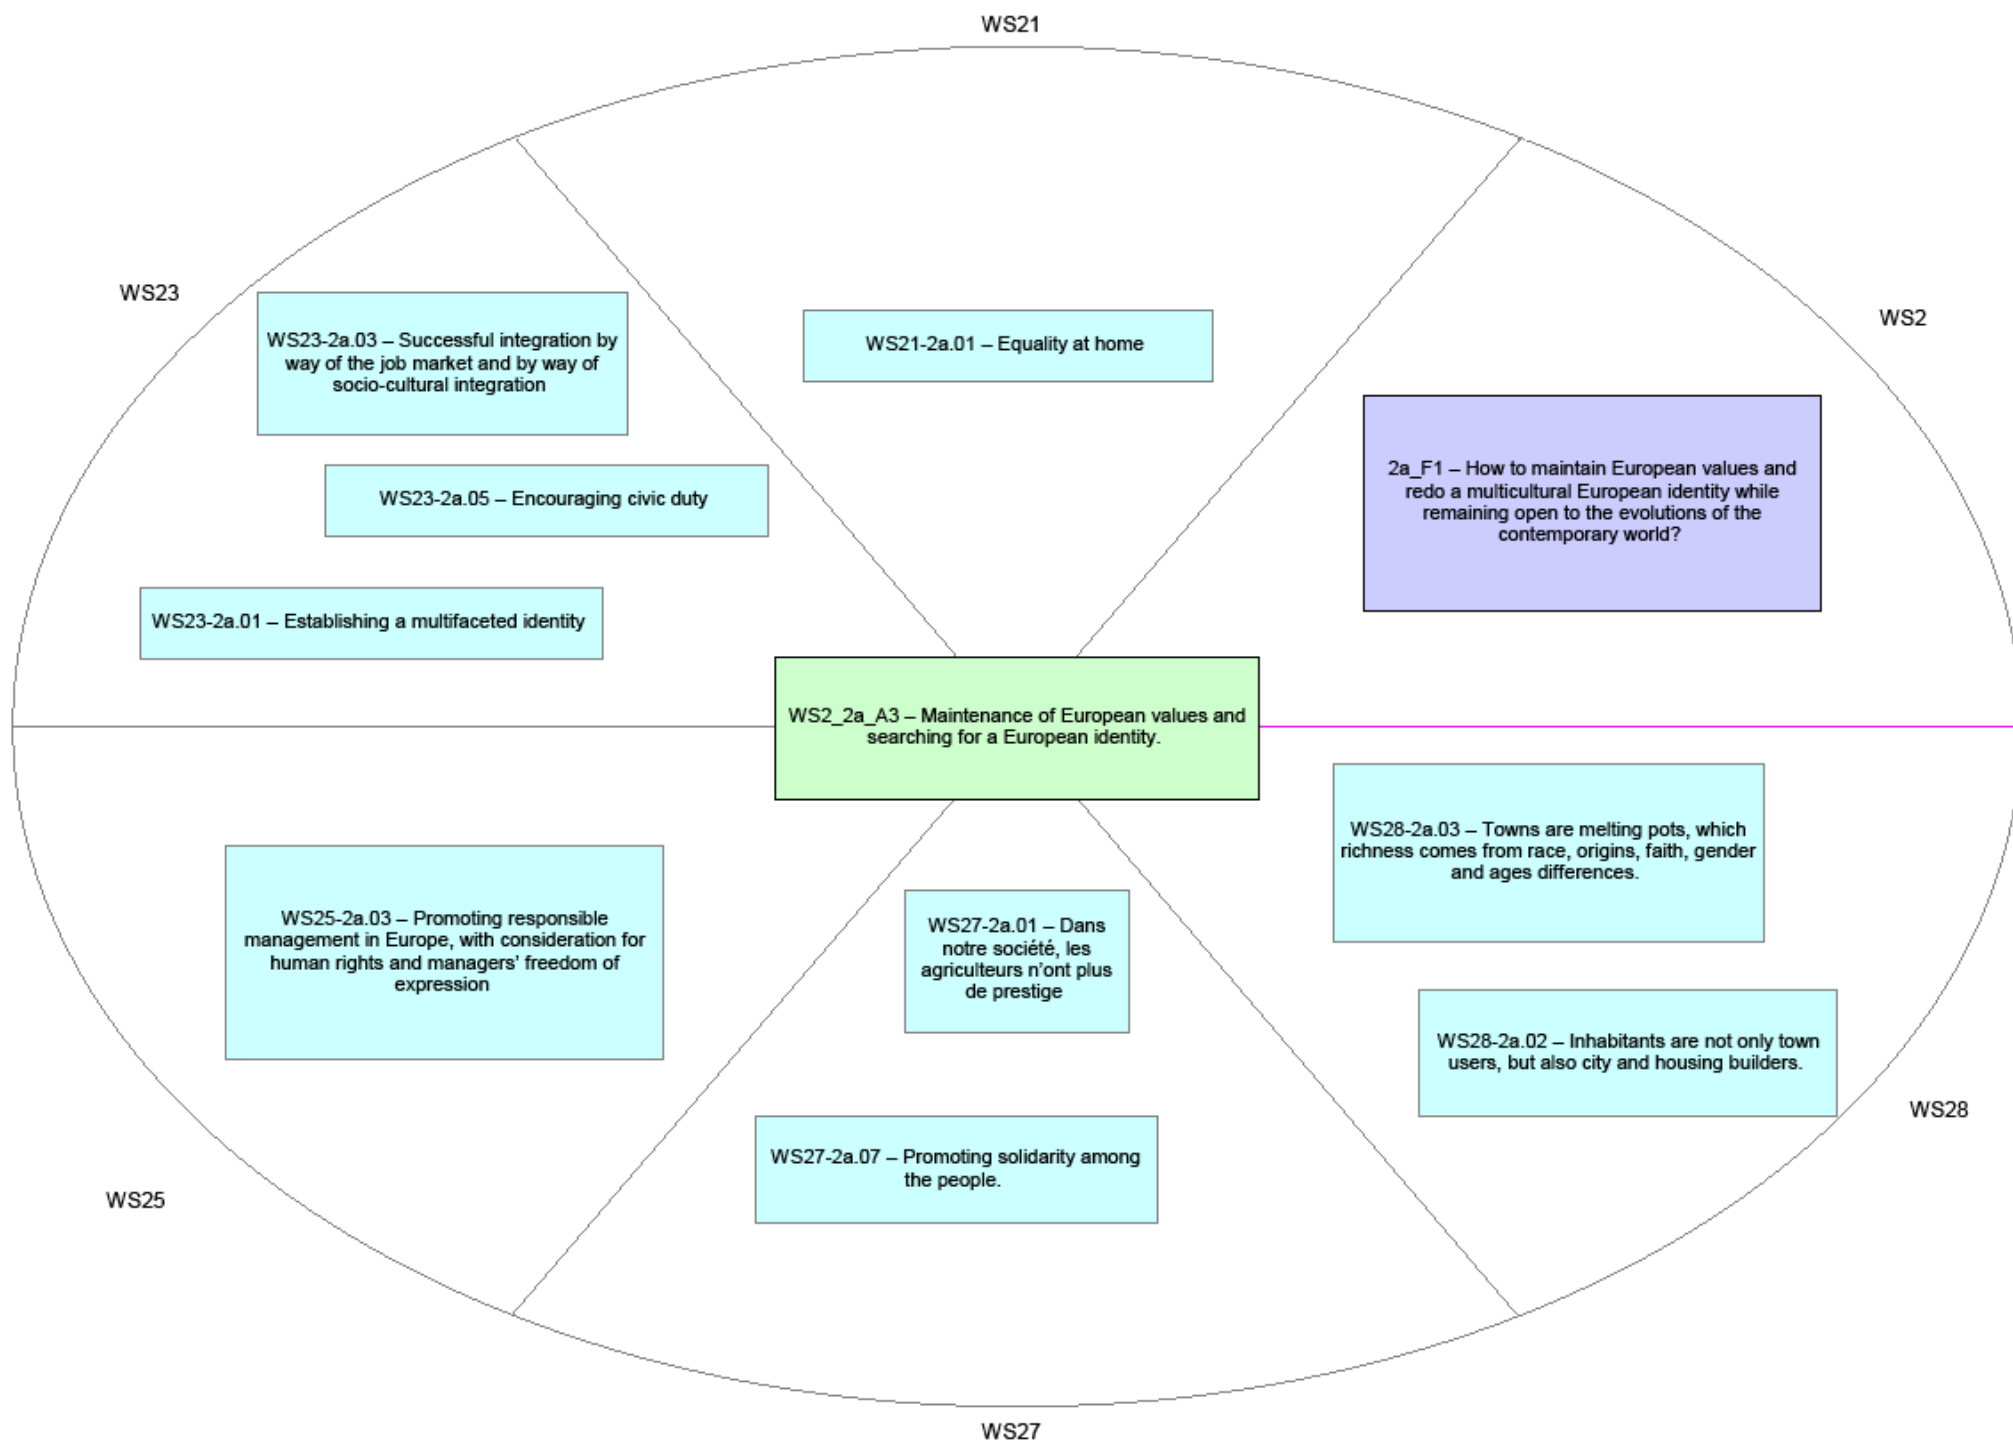 WS21
WS23
WS2
WS23-2a.03 – Successful integration by
way of the job market and by way of
socio-cultural integration
WS21-2a.01 – Equality at home
2a_F1 – How to maintain European values and
redo a multicultural European identity while
remaining open to the evolutions of the
contemporary world?
WS23-2a.05 – Encouraging civic duty
WS23-2a.01 – Establishing a multifaceted identity
WS2_2a_A3 – Maintenance of European values and
searching for a European identity.
WS28-2a.03 – Towns are melting pots, which
richness comes from race, origins, faith, gender
and ages differences.
WS25-2a.03 – Promoting responsible
management in Europe, with consideration for
human rights and managers’ freedom of
expression
WS27-2a.01 – Dans
notre société, les
agriculteurs n’ont plus
de prestige
WS28-2a.02 – Inhabitants are not only town
users, but also city and housing builders.
WS28
WS27-2a.07 – Promoting solidarity among
the people.
WS25
WS27